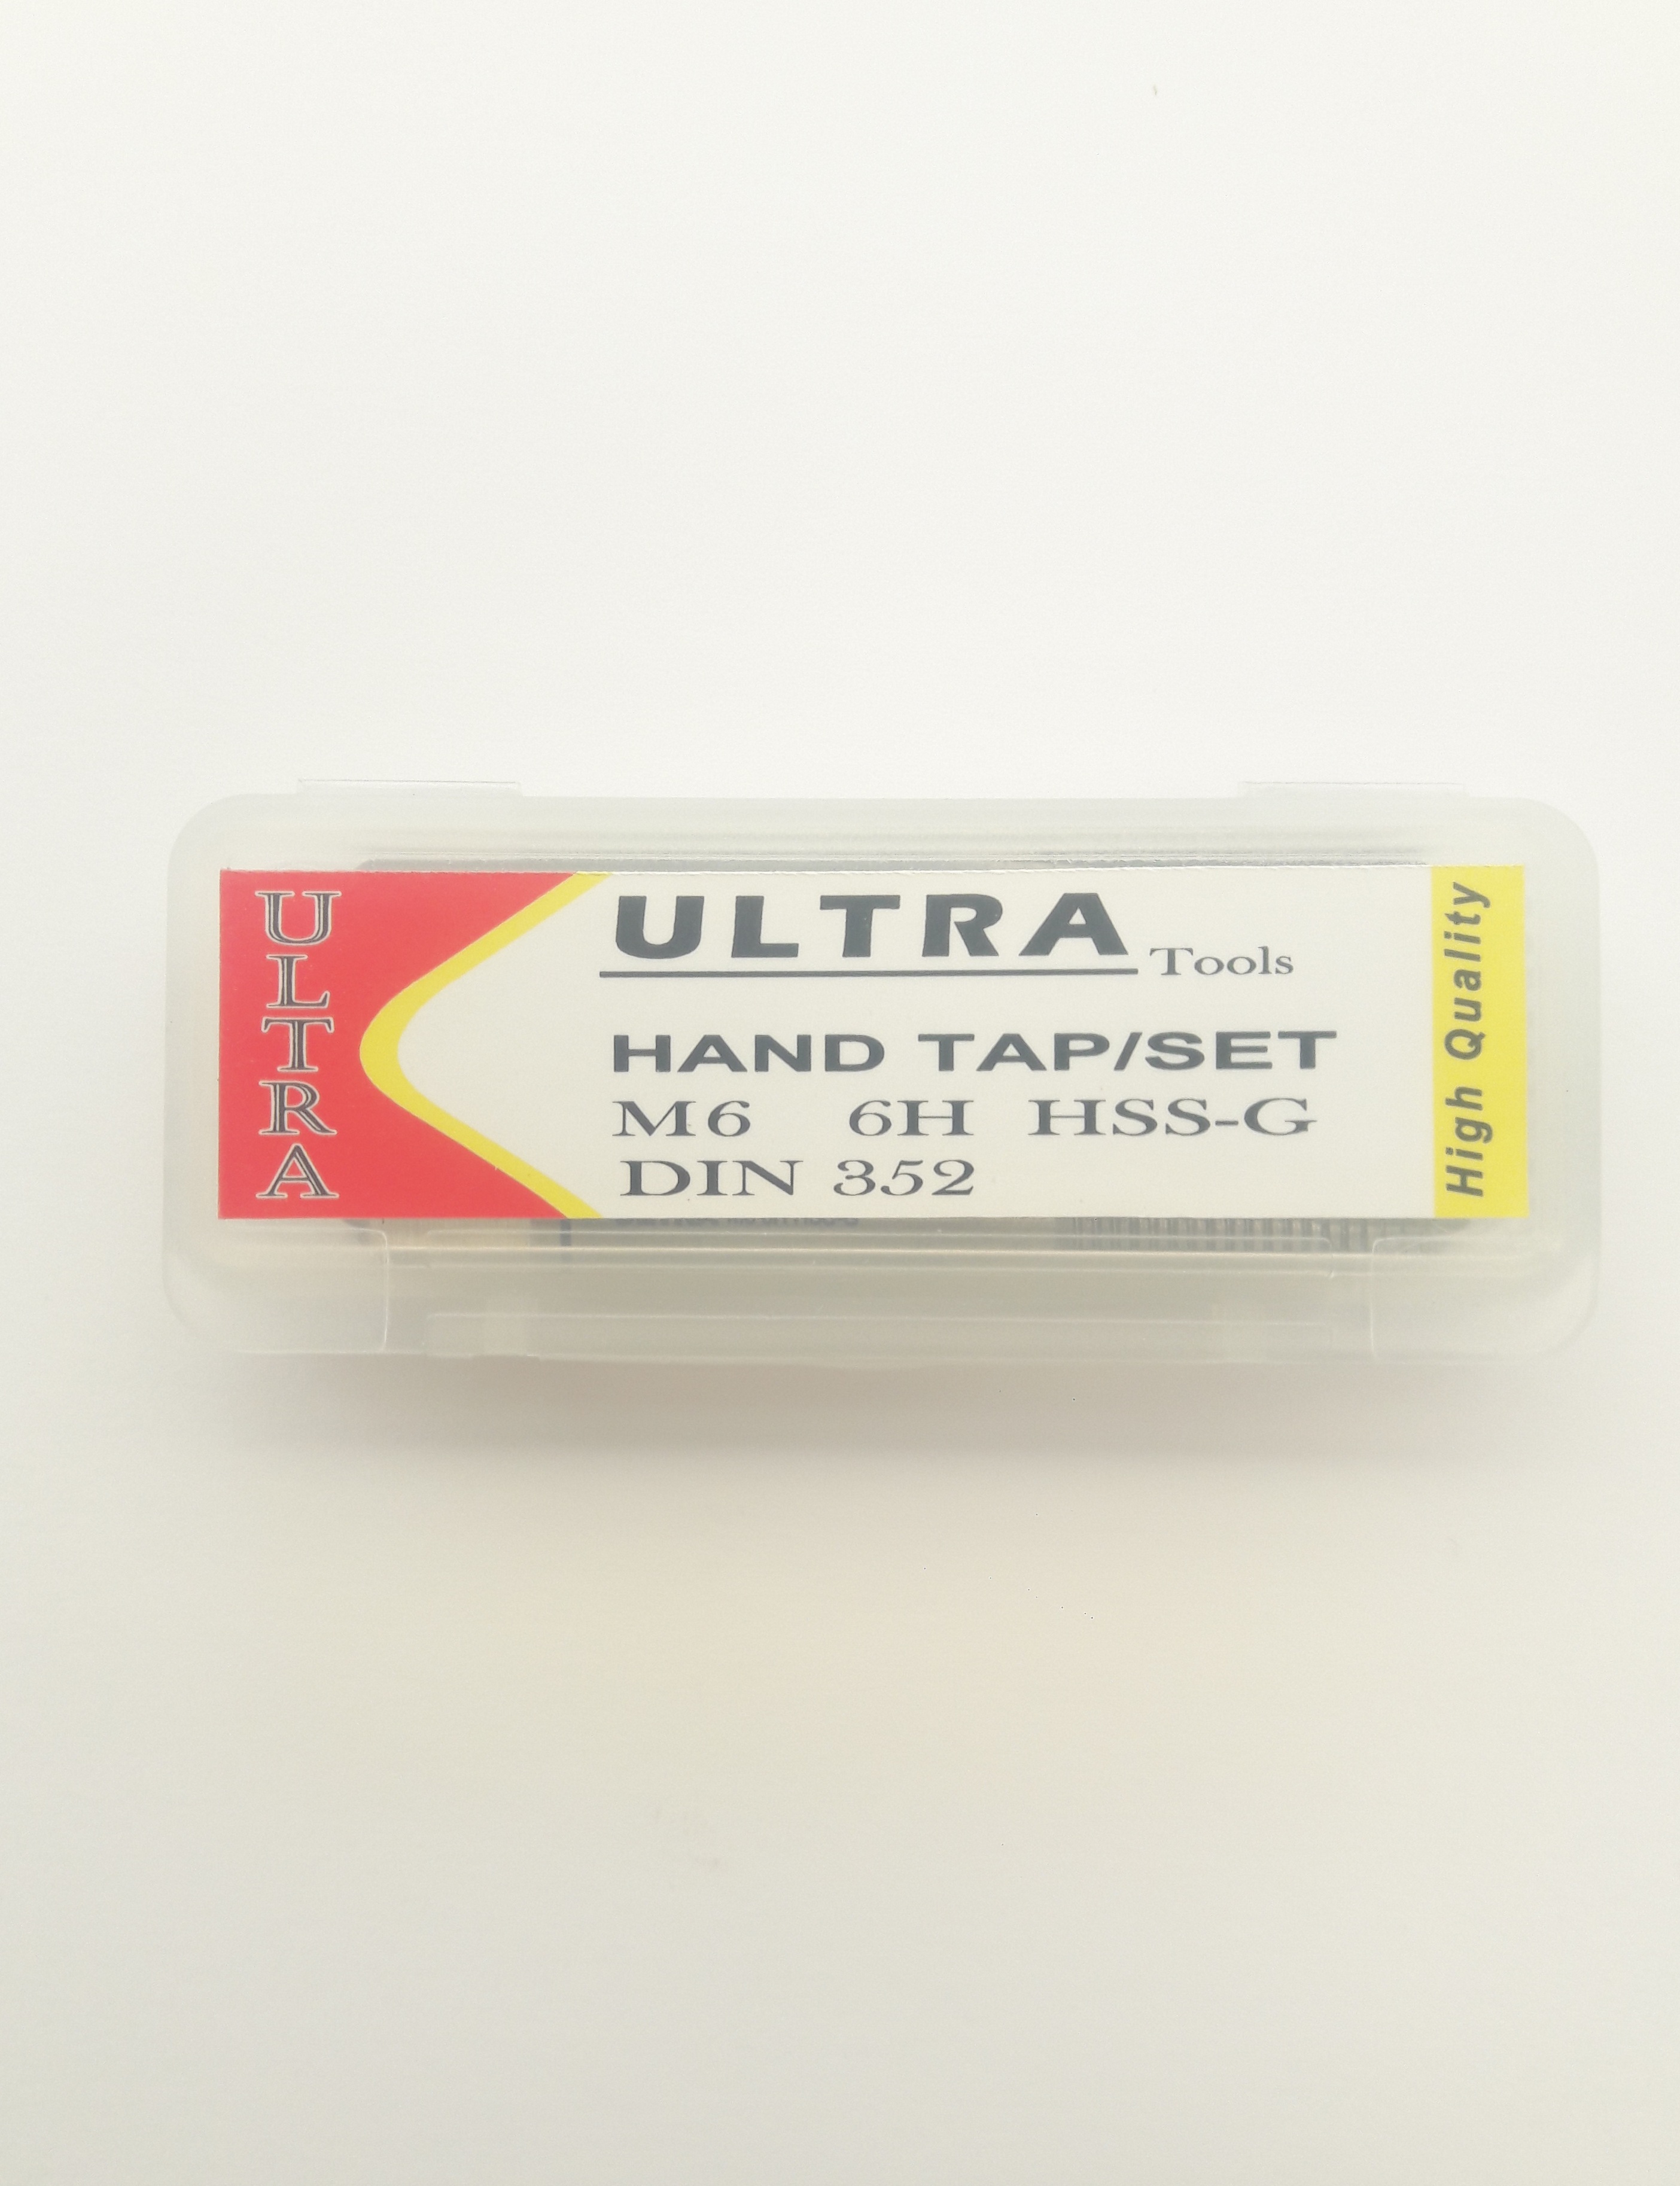 ULTRA
ULTRA Tools
HAND TAP/SET
M6 6H HSS-G
DIN 352
High Quality